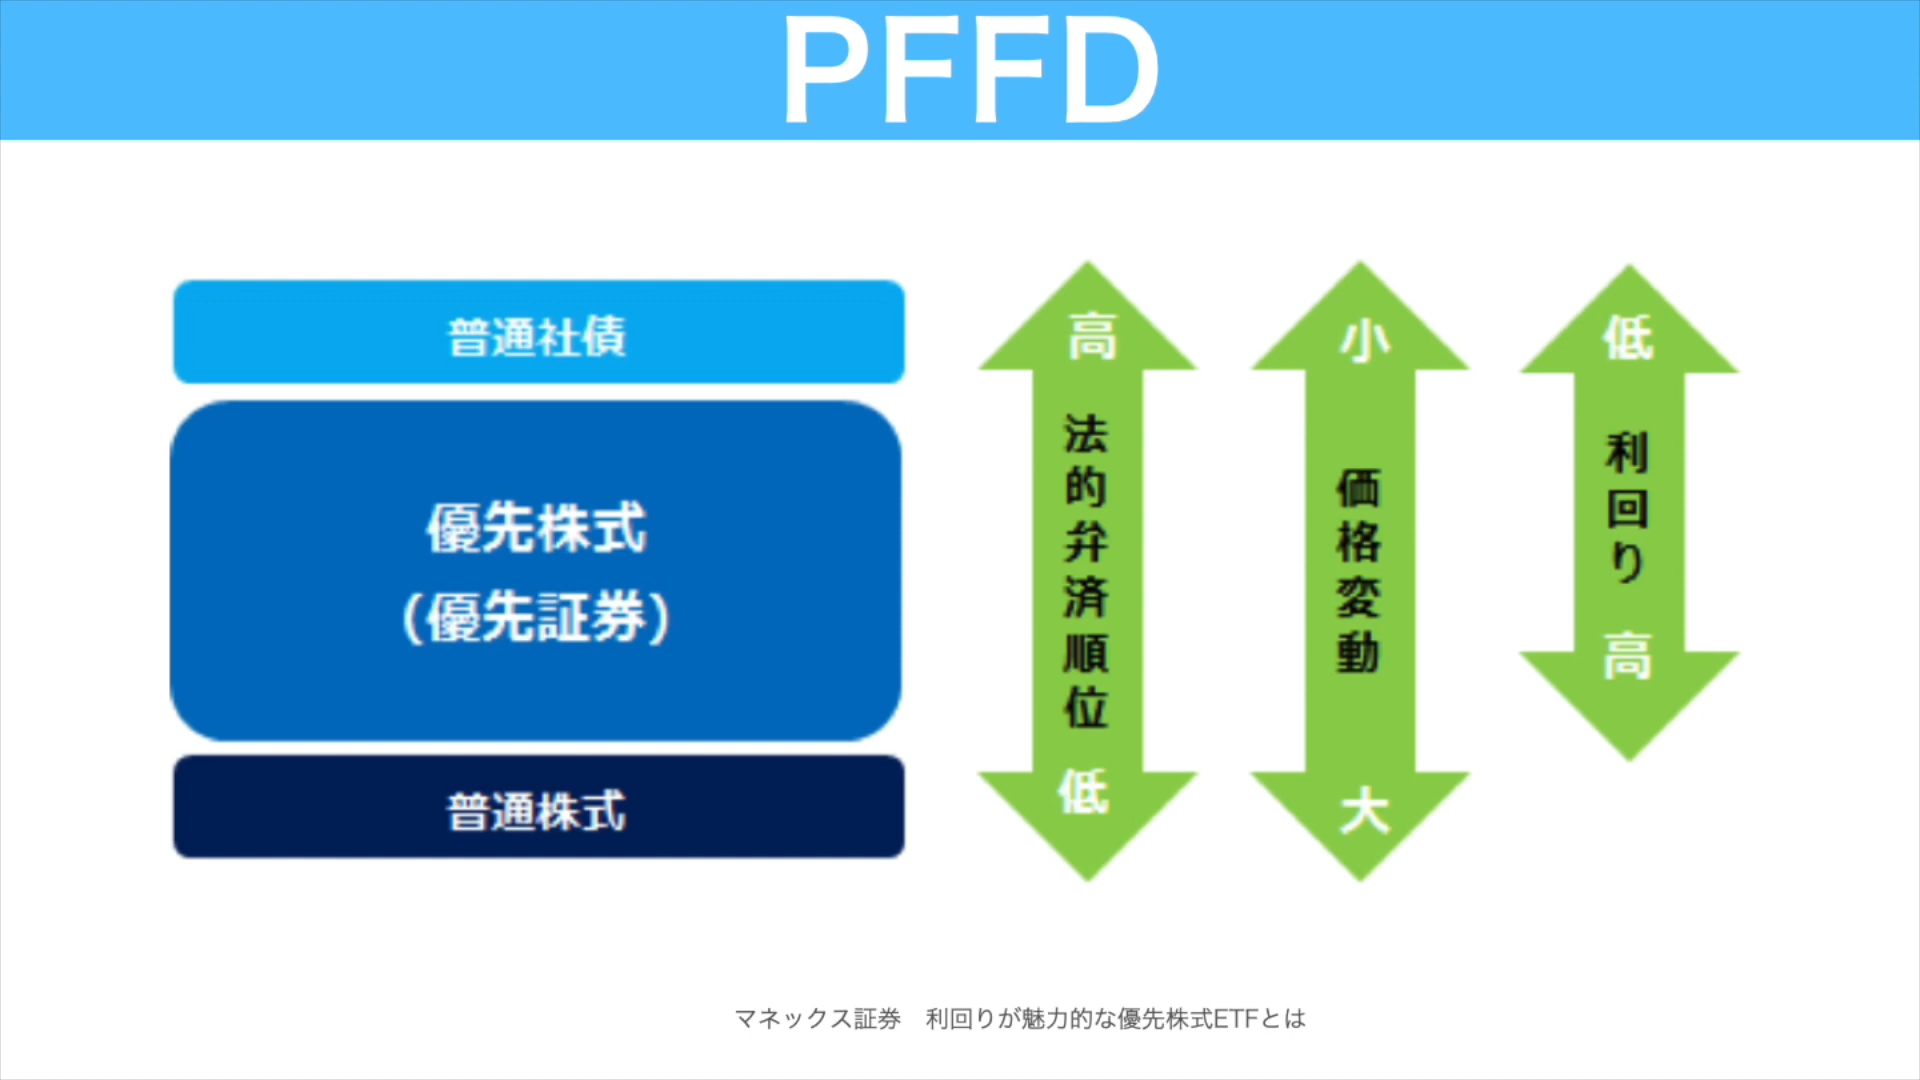 PFFD
普通社債
優先株式
(優先証券)
普通株式
高
法的弁済順位
低
小
価格変動
大
低
利回り
高
マネックス証券　利回りが魅力的な優先株式ETFとは